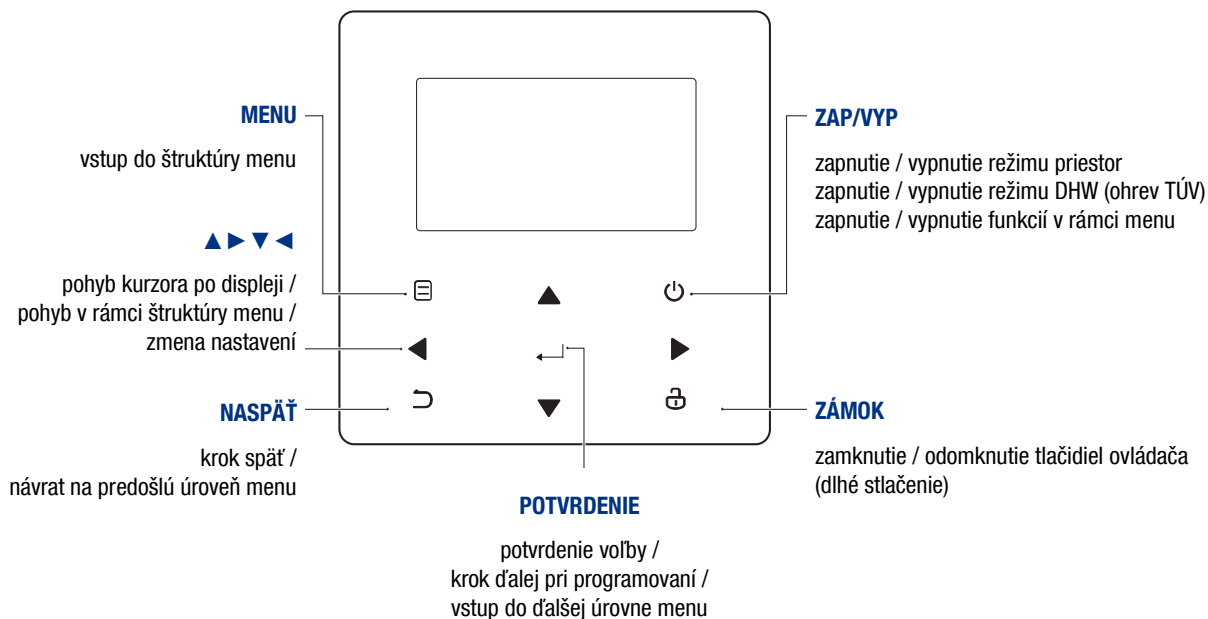 MENU
vstup do štruktúry menu
▲►▼◄
pohyb kurzora po displeji /
pohyb v rámci štruktúry menu /
zmena nastavení
NASPÄŤ
krok späť /
návrat na predošlú úroveň menu
POTVRDENIE
potvrdenie voľby /
krok ďalej pri programovaní /
vstup do ďalšej úrovne menu
ZAP/VYP
zapnutie / vypnutie režimu priestor
zapnutie / vypnutie režimu DHW (ohrev TÚV)
zapnutie / vypnutie funkcií v rámci menu
ZÁMOK
zamknutie / odomknutie tlačidiel ovládača
(dlhé stlačenie)